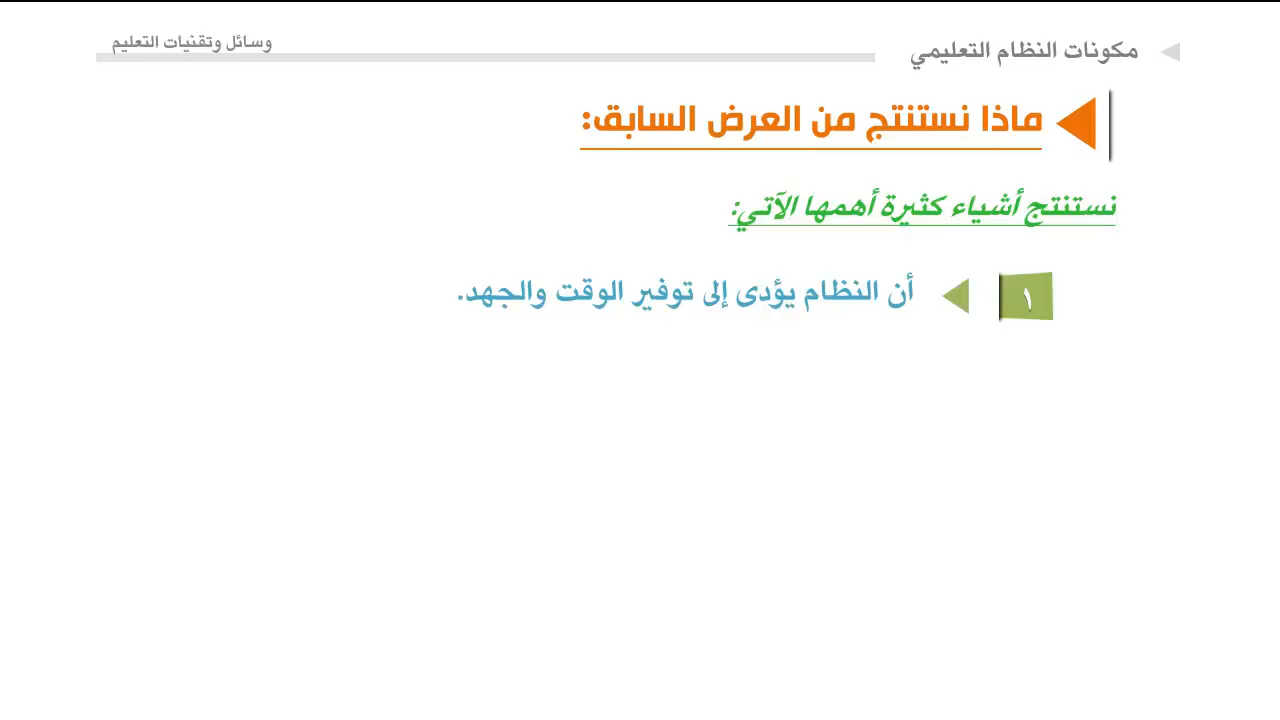 مكونات النظام التعليمي
وسائل وتقنيات التعليم
ماذا نستنتج من العرض السابق:
نستنتج أشياء كثيرة أهمها الآتي:
١
أن النظام يؤدى إلى توفير الوقت والجهد.